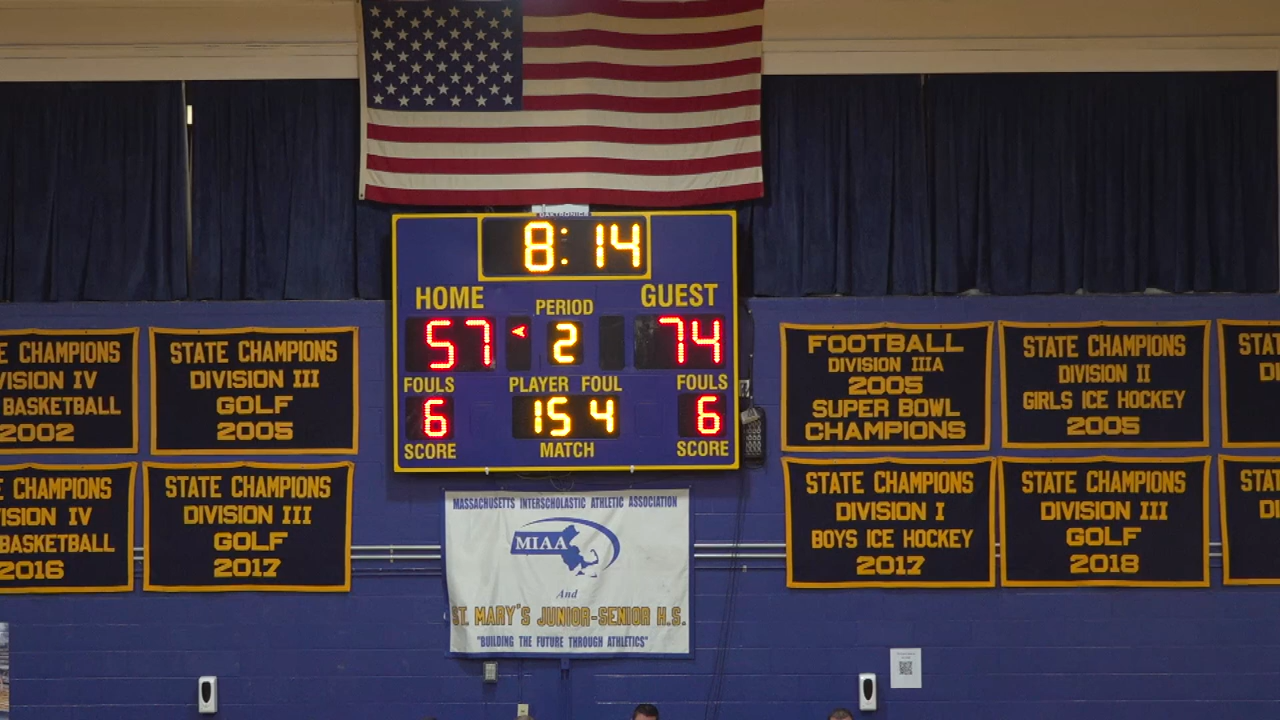 8:14
HOME
GUEST
PERIOD
57
2
74
FOULS
PLAYER FOUL
FOULS
6
15 4
6
SCORE
MATCH
SCORE
CHAMPIONS
DIVISION IV
BASKETBALL
2002
STATE CHAMPIONS
DIVISION III
GOLF
2005
FOOTBALL
DIVISION IIIA
2005
SUPER BOWL
CHAMPIONS
STATE CHAMPIONS
DIVISION II
GIRLS ICE HOCKEY
2005
CHAMPIONS
IV
BASKETBALL
2016
STATE CHAMPIONS
DIVISION III
GOLF
2017
STATE CHAMPIONS
DIVISION I
BOYS ICE HOCKEY
2017
STATE CHAMPIONS
DIVISION III
GOLF
2018
MASSACHUSETTS INTERSCHOLASTIC ATHLETIC ASSOCIATION
MIAA
And
ST. MARY'S JUNIOR-SENIOR H.S.
"BUILDING THE FUTURE THROUGH ATHLETICS"